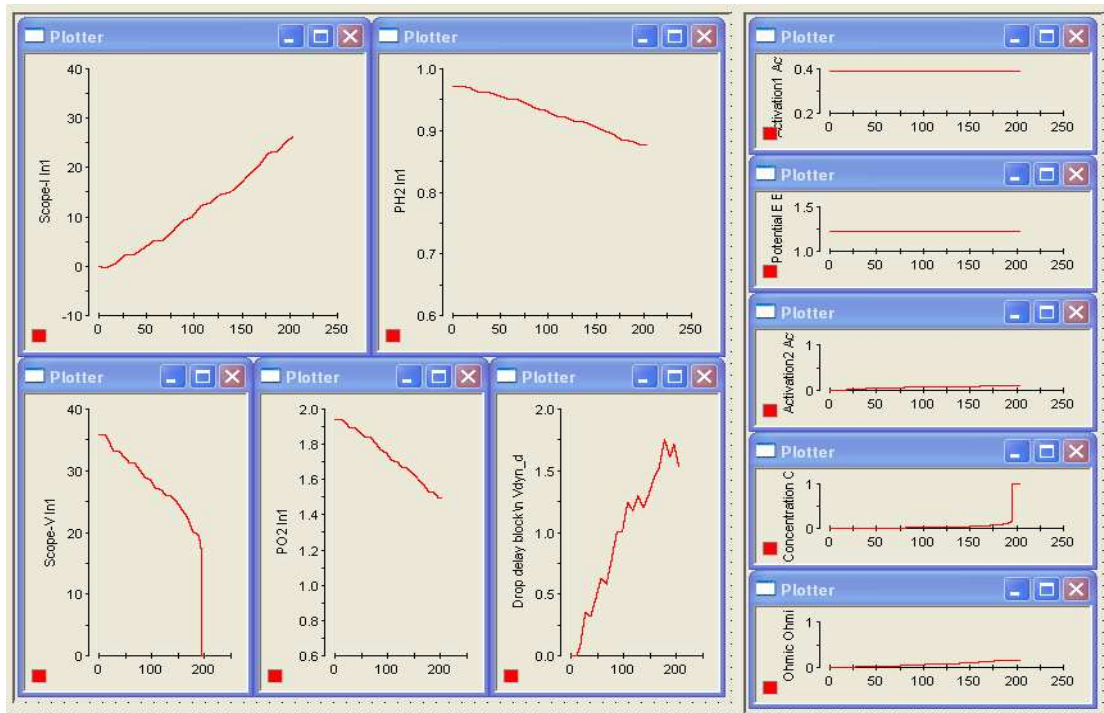 Plotter
Scope-I In1
40
30
20
10
0
-10
0 50 100 150 200 250
Plotter
PH2 In1
1.0
0.9
0.8
0.7
0.6
0 50 100 150 200 250
Plotter
Scope-V In1
40
30
20
10
0
0 100 200
Plotter
PO2 In1
2.0
1.8
1.6
1.4
1.2
1.0
0.8
0.6
0 100 200
Plotter
Drop delay block\n Vdyn_d
2.0
1.5
1.0
0.5
0.0
0 100 200
Plotter
Activation1 Ac
0.4
0.2
0 50 100 150 200 250
Plotter
Potential E E
1.5
1.0
0 50 100 150 200 250
Plotter
Activation2 Ac
1
0
0 50 100 150 200 250
Plotter
Concentration C
1
0
0 50 100 150 200 250
Plotter
Ohmic Ohmi
1
0
0 50 100 150 200 250